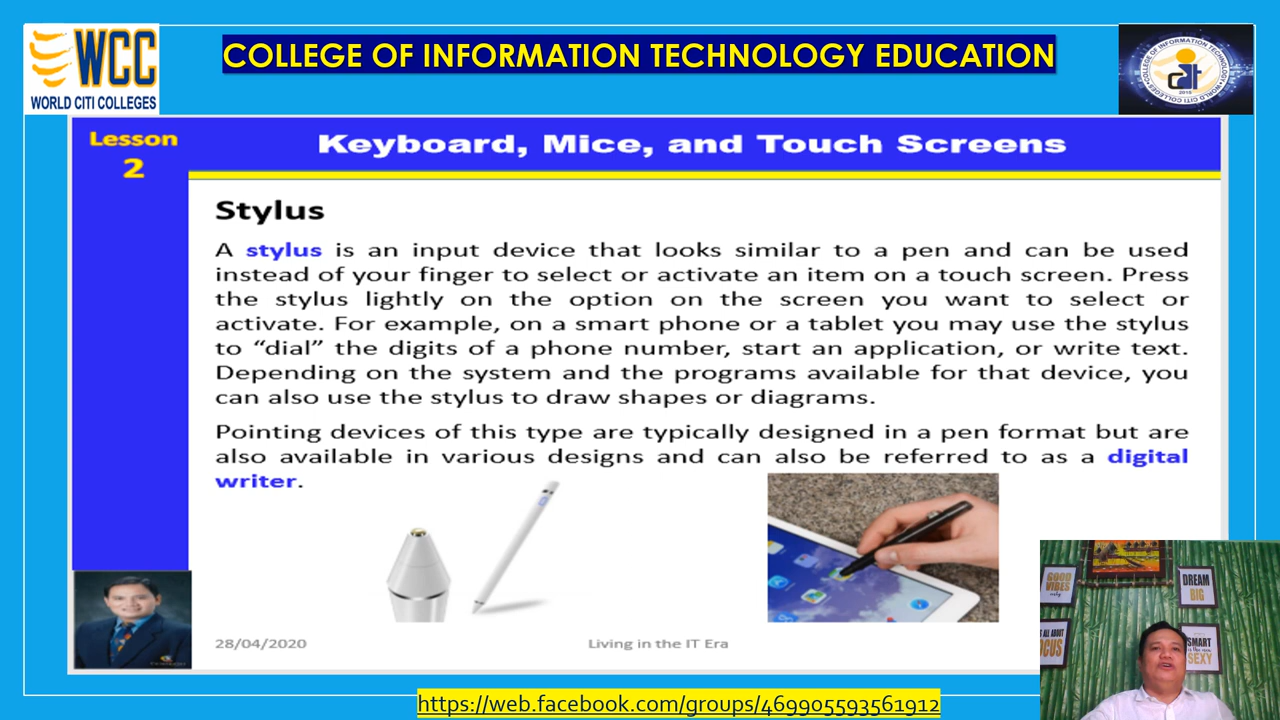 WCC
WORLD CITI COLLEGES
COLLEGE OF INFORMATION TECHNOLOGY EDUCATION
COLLEGE OF INFORMATION TECHNOLOGY
WORLD CITI COLLEGES
2015
Lesson
2
Keyboard, Mice, and Touch Screens
Stylus
A stylus is an input device that looks similar to a pen and can be used
instead of your finger to select or activate an item on a touch screen. Press
the stylus lightly on the option on the screen you want to select or
activate. For example, on a smart phone or a tablet you may use the stylus
to “dial” the digits of a phone number, start an application, or write text.
Depending on the system and the programs available for that device, you
can also use the stylus to draw shapes or diagrams.
Pointing devices of this type are typically designed in a pen format but are
also available in various designs and can also be referred to as a digital
writer.
GOOD
VIBES
only
DREAM
BIG
ALL ABOUT
FOCUS
SMART
is the new
SEXY
28/04/2020
Living in the IT Era
https://web.facebook.com/groups/469905593561912